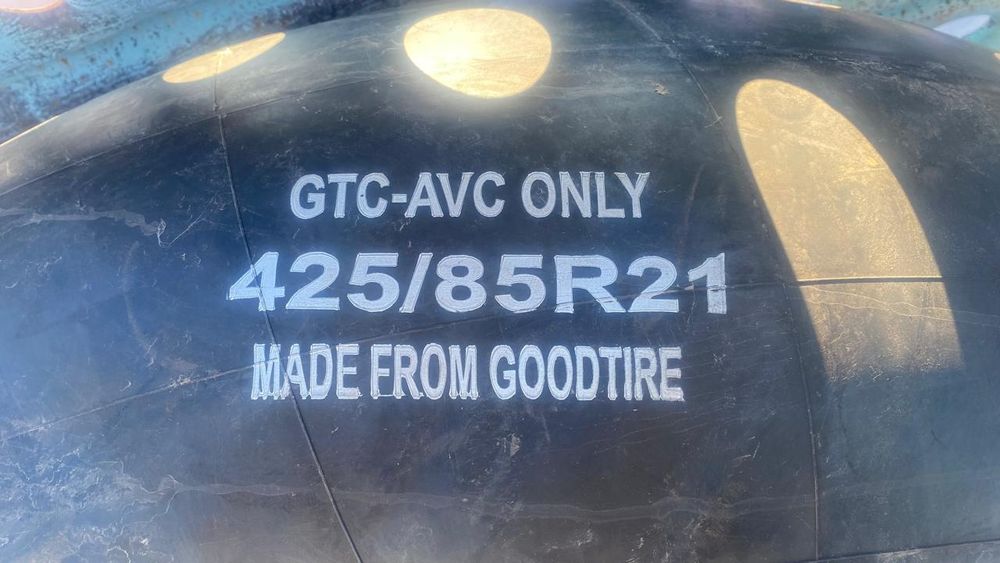 GTC-AVC ONLY
425/85R21
MADE FROM GOODTIRE